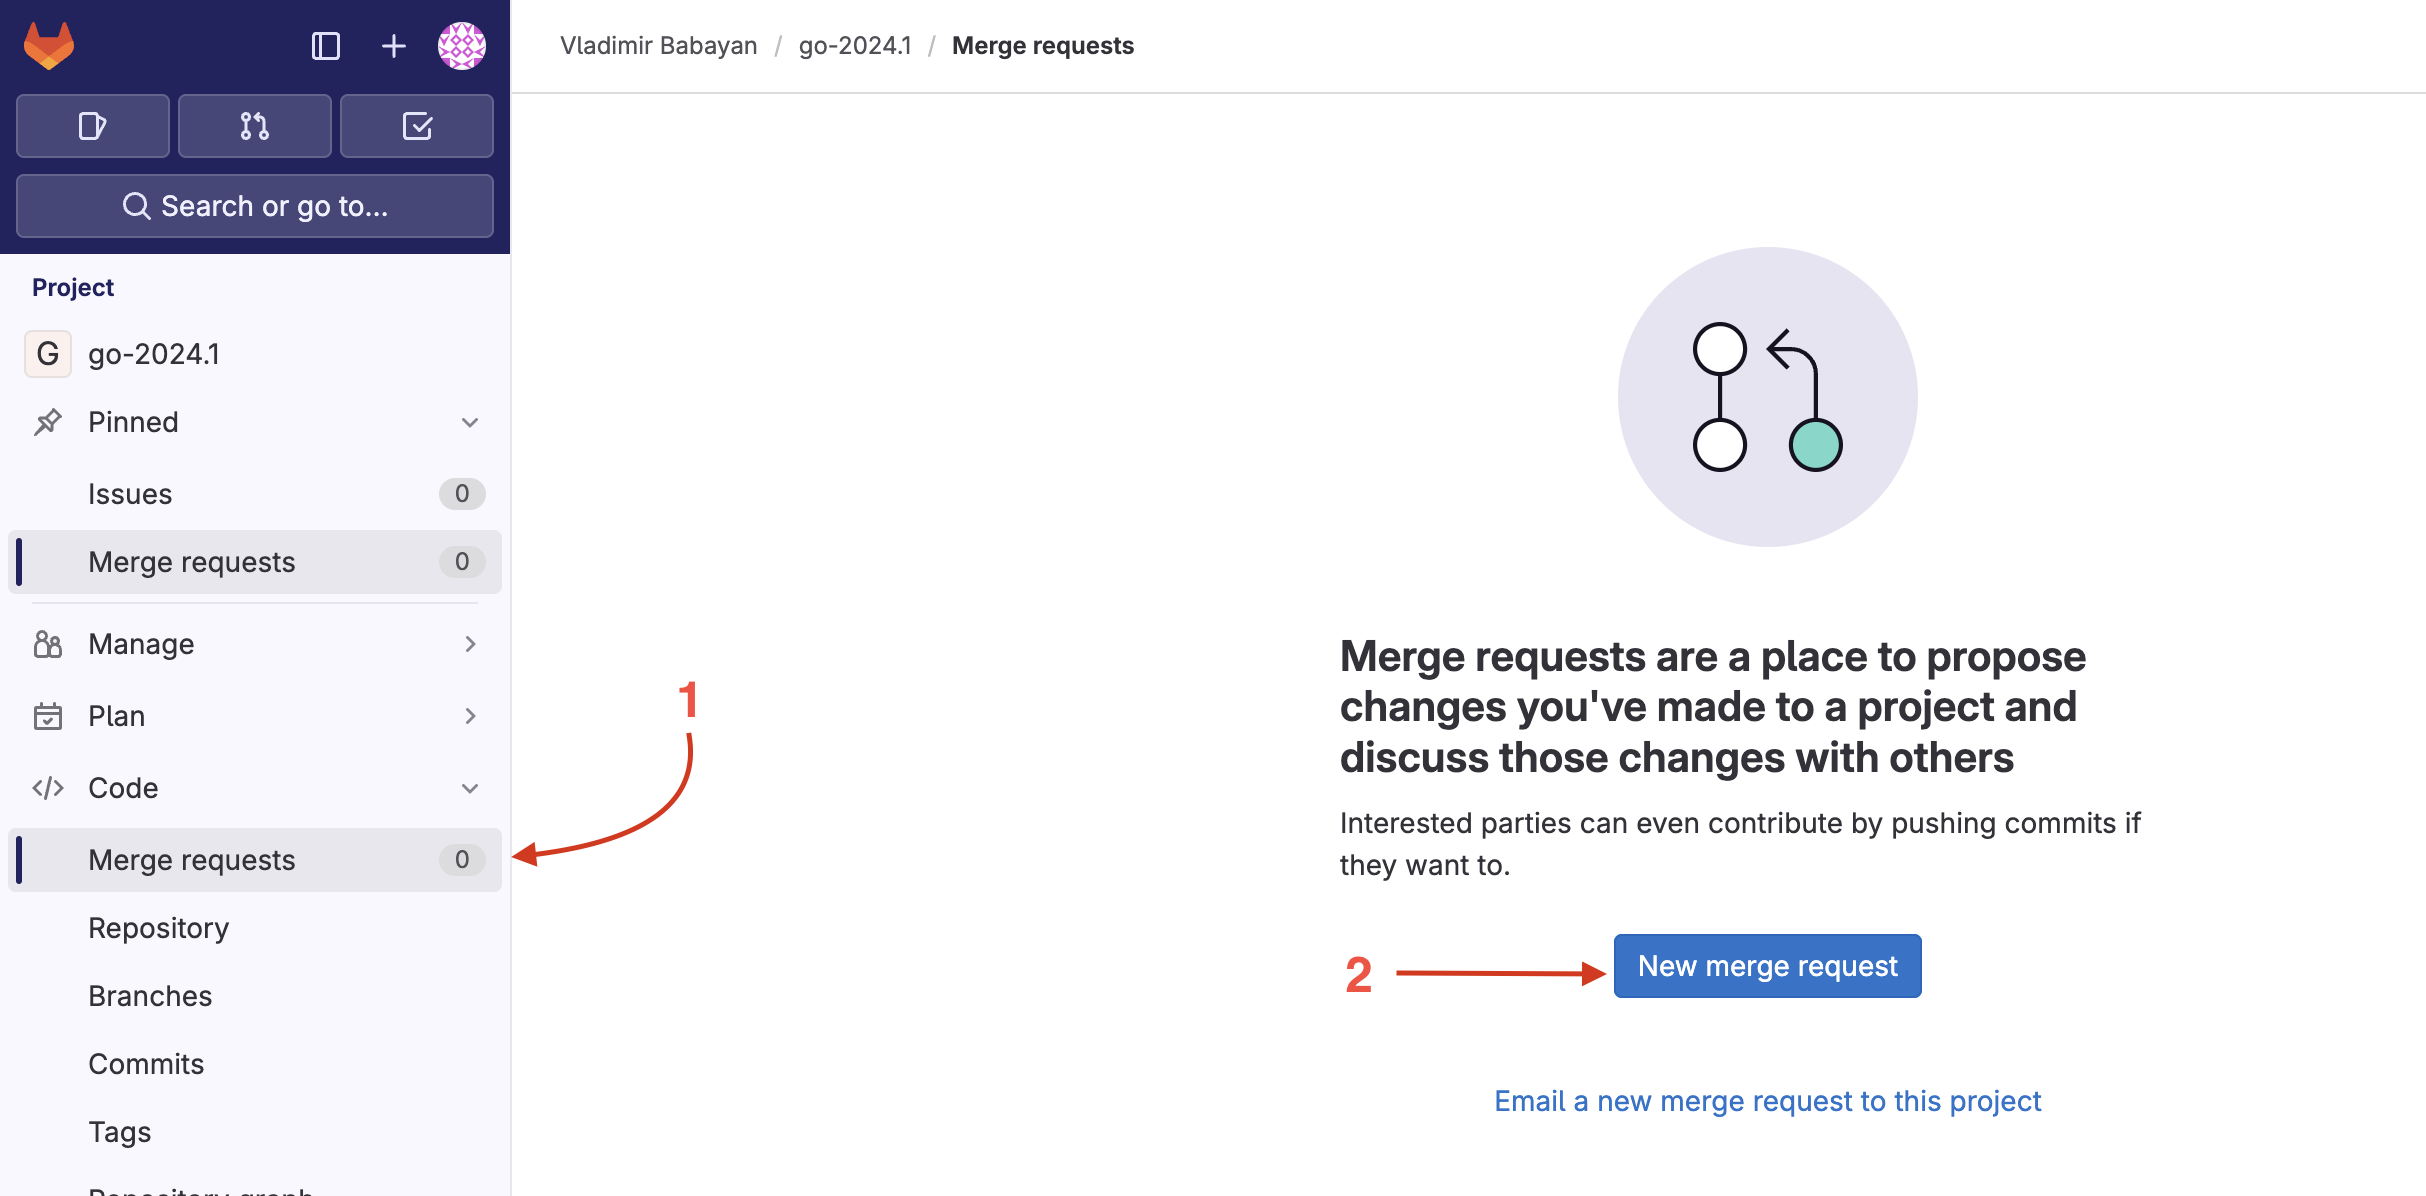 Vladimir Babayan / go-2024.1 / Merge requests
Search or go to...
Project
G go-2024.1
Pinned
Issues 0
Merge requests 0
Manage
Plan
Code
Merge requests 0
Repository
Branches
Commits
Tags
Repository graph
1
Merge requests are a place to propose
changes you've made to a project and
discuss those changes with others
Interested parties can even contribute by pushing commits if
they want to.
2
New merge request
Email a new merge request to this project